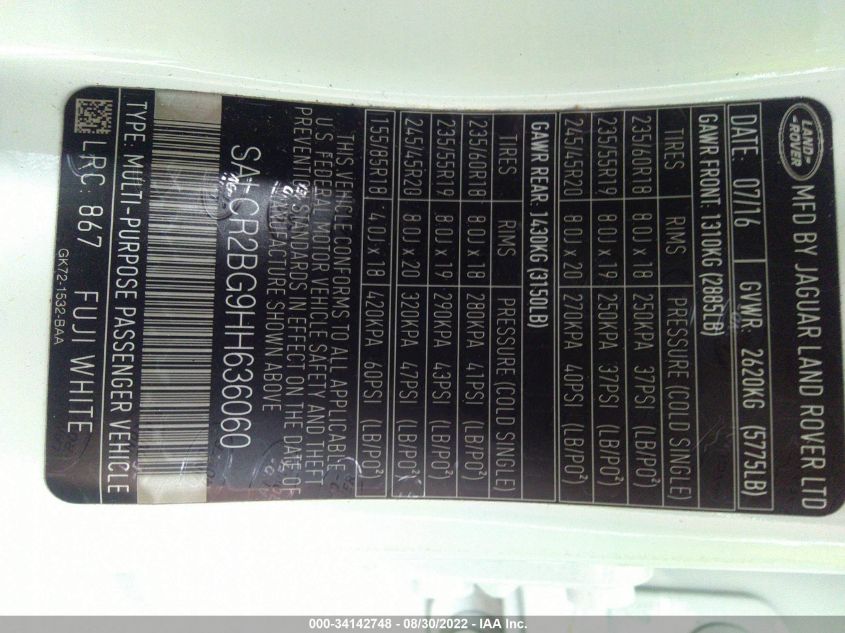 LAND-
-ROVER
MFD BY JAGUAR LAND ROVER LTD
DATE: 07/16 GVWR: 2620KG (5775LB)
GAWR FRONT: 1310KG (2885LB)
TIRES RIMS PRESSURE (COLD SINGLE)
235/60R18 8.0J x 18 250KPA 37PSI (LB/PO²)
235/55R19 8.0J x 19 250KPA 37PSI (LB/PO²)
245/45R20 8.0J x 20 270KPA 40PSI (LB/PO²)
GAWR REAR: 1430KG (3150LB)
TIRES RIMS PRESSURE (COLD SINGLE)
235/60R18 8.0J x 18 280KPA 41PSI (LB/PO²)
235/55R19 8.0J x 19 290KPA 43PSI (LB/PO²)
245/45R20 8.0J x 20 320KPA 47PSI (LB/PO²)
155/85R18 4.0J x 18 420KPA 60PSI (LB/PO²)
THIS VEHICLE CONFORMS TO ALL APPLICABLE
U.S. FEDERAL MOTOR VEHICLE SAFETY AND THEFT
PREVENTION STANDARDS IN EFFECT ON THE DATE OF
MANUFACTURE SHOWN ABOVE
CR2BG9HH636060
TYPE: MULTI-PURPOSE PASSENGER VEHICLE
LRC 867 FUJI WHITE
GK72-1532-BAA
000-34142748 - 08/30/2022 - IAA Inc.